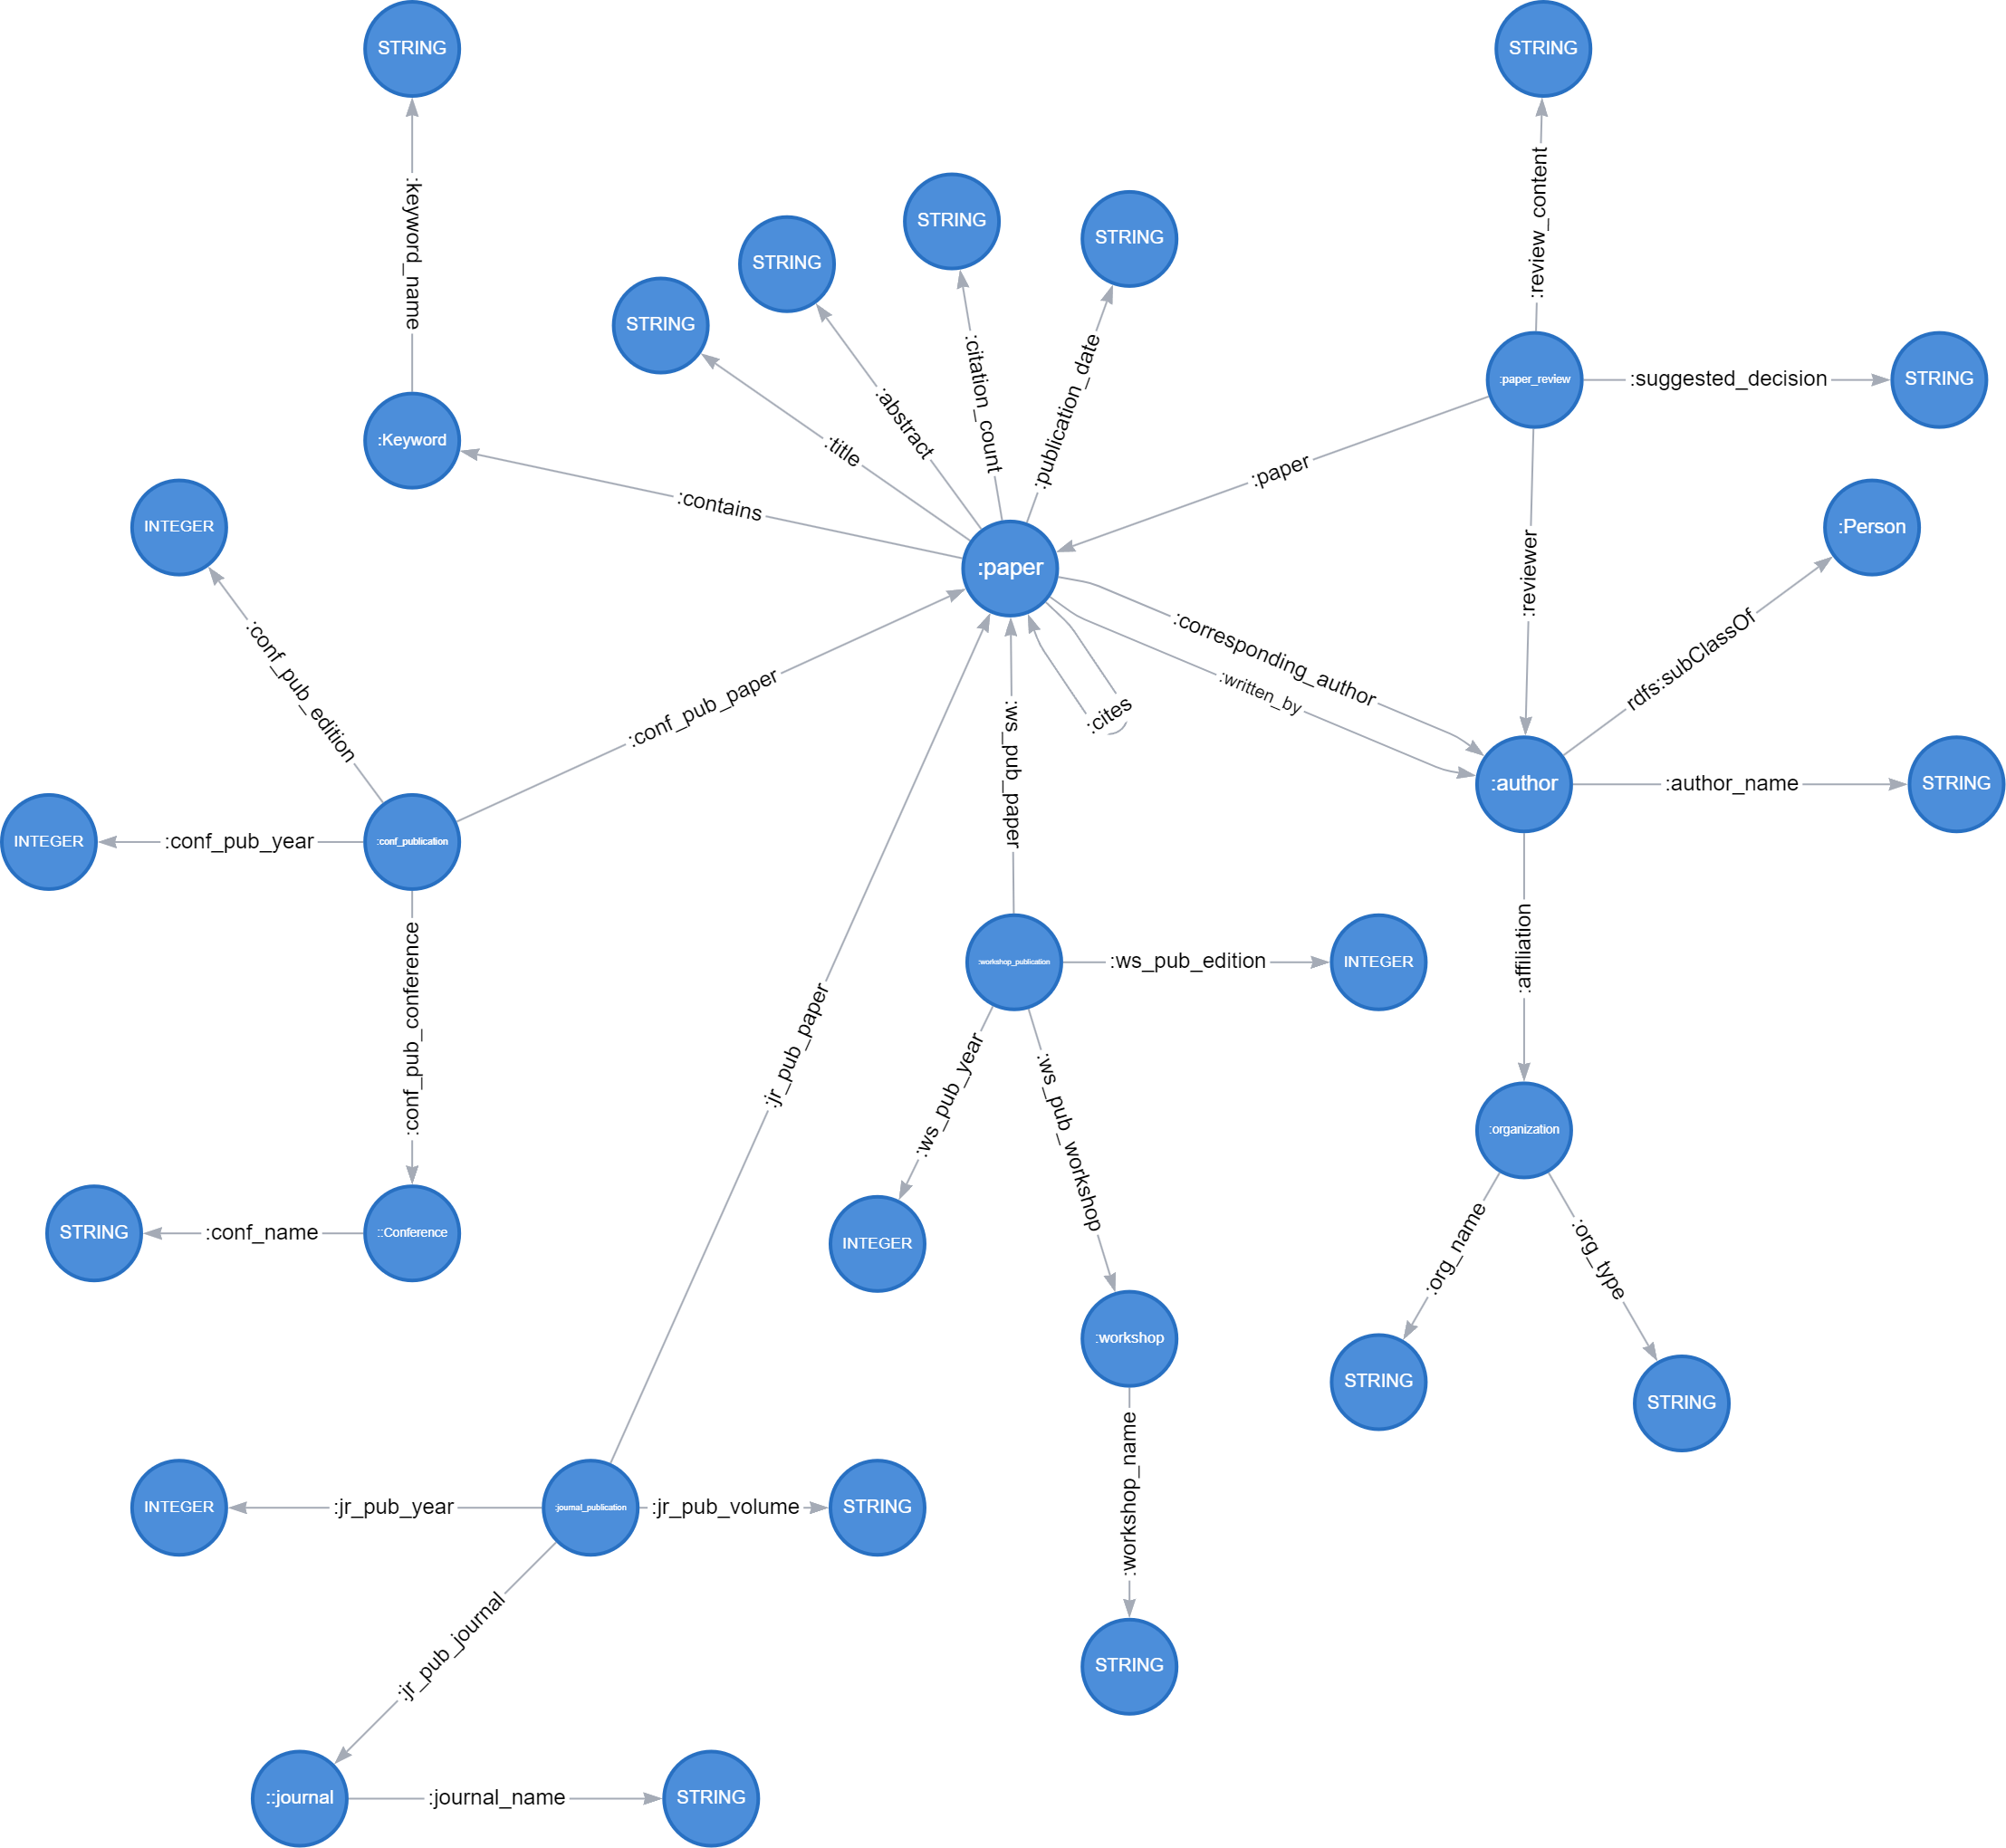 STRING
STRING
:keyword_name
:review_content
STRING
STRING
STRING
STRING
:citation_count
:publication_date
:abstract
:title
:paper_review
:suggested_decision
STRING
:Keyword
:contains
:paper
INTEGER
:Person
:paper
:reviewer
:conf_pub_edition
:conf_pub_paper
:corresponding_author
:written_by
:cites
rdfs:subClassOf
:ws_pub_paper
:author
:author_name
STRING
INTEGER
:conf_pub_year
:conf_publication
:conf_pub_conference
:affiliation
:workshop_publication
:ws_pub_edition
INTEGER
:jr_pub_paper
:ws_pub_year
:ws_pub_workshop
:organization
STRING
:conf_name
::Conference
INTEGER
:org_name
:org_type
:workshop
STRING
STRING
:workshop_name
INTEGER
:jr_pub_year
:journal_publication
:jr_pub_volume
STRING
:jr_pub_journal
STRING
::journal
:journal_name
STRING